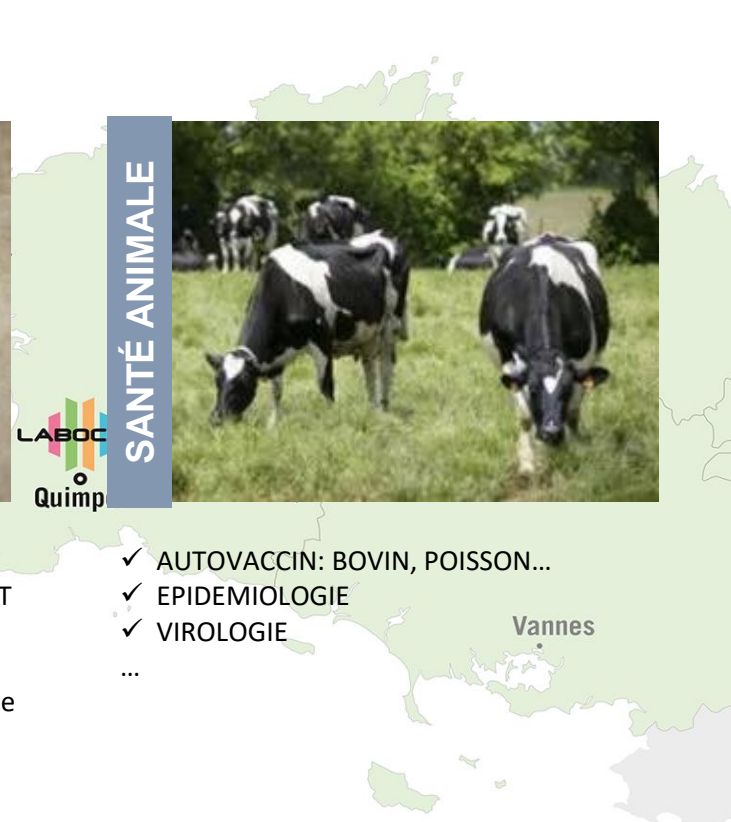 SANTÉ ANIMALE
LABOC
Quimp
AUTOVACCIN: BOVIN, POISSON...
T
EPIDEMIOLOGIE
VIROLOGIE
Vannes
...
e